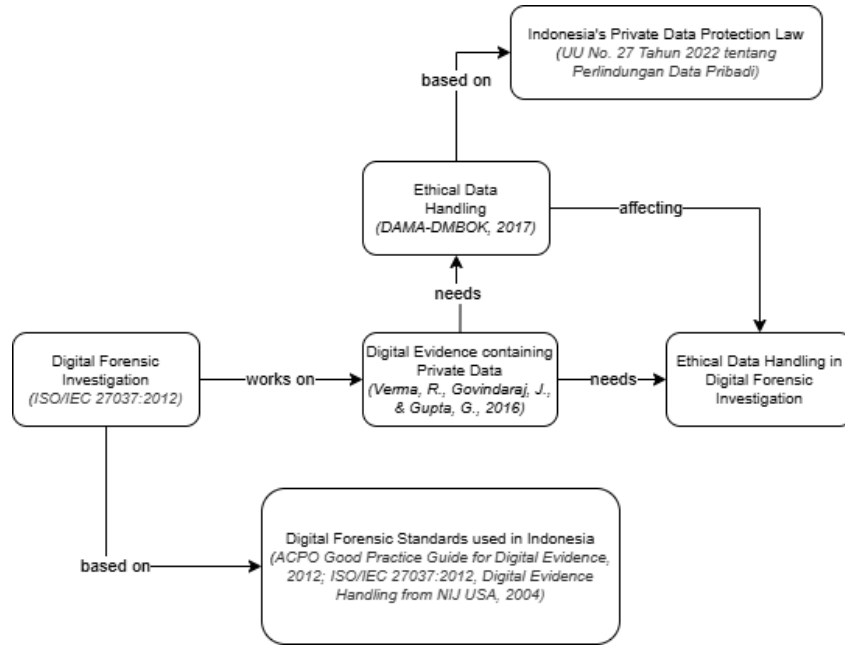 Indonesia's Private Data Protection Law
(UU No. 27 Tahun 2022 tentang
Perlindungan Data Pribadi)
based on
Ethical Data
Handling
(DAMA-DMBOK, 2017)
affecting
needs
Digital Forensic
Investigation
(ISO/IEC 27037:2012)
works on
Digital Evidence containing
Private Data
(Verma, R., Govindaraj, J.,
& Gupta, G., 2016)
needs
Ethical Data Handling in
Digital Forensic
Investigation
based on
Digital Forensic Standards used in Indonesia
(ACPO Good Practice Guide for Digital Evidence,
2012; ISO/IEC 27037:2012, Digital Evidence
Handling from NIJ USA, 2004)